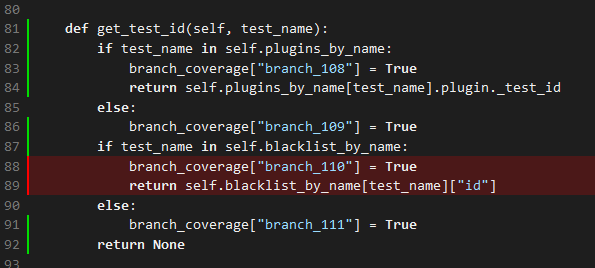 80
81 def get_test_id(self, test_name):
82 if test_name in self.plugins_by_name:
83 branch_coverage["branch_108"] = True
84 return self.plugins_by_name[test_name].plugin._test_id
85 else:
86 branch_coverage["branch_109"] = True
87 if test_name in self.blacklist_by_name:
88 branch_coverage["branch_110"] = True
89 return self.blacklist_by_name[test_name]["id"]
90 else:
91 branch_coverage["branch_111"] = True
92 return None
93